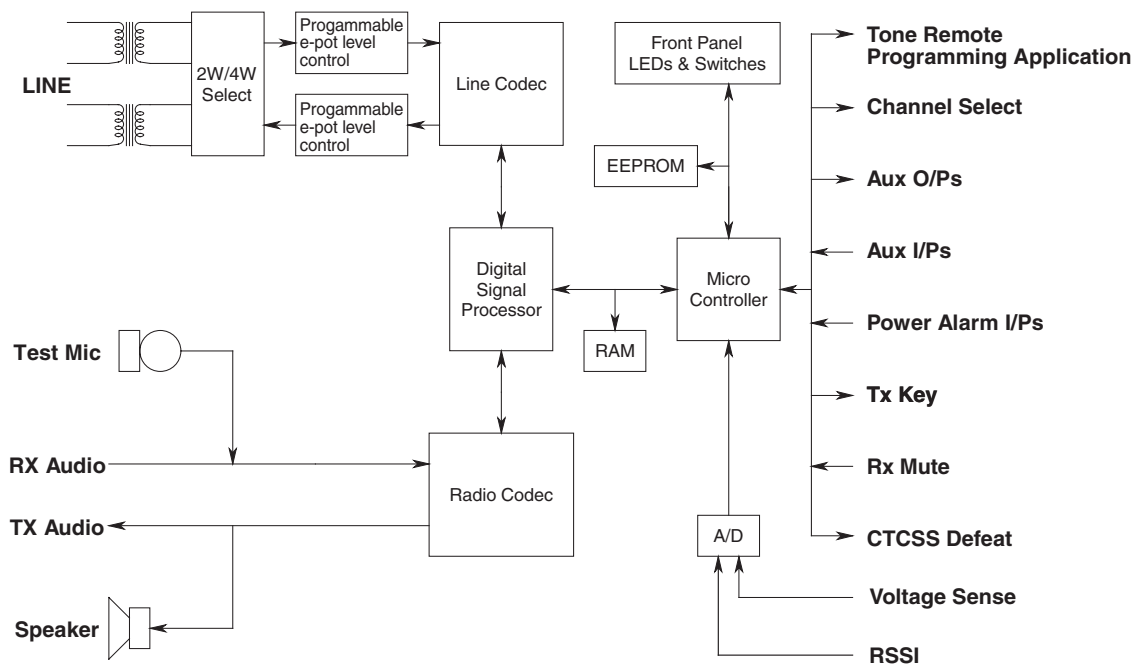 LINE
2W/4W
Select
Progammable
e-pot level
control
Progammable
e-pot level
control
Line Codec
Front Panel
LEDs & Switches
EEPROM
Digital
Signal
Processor
Micro
Controller
RAM
Test Mic
RX Audio
TX Audio
Speaker
Radio Codec
A/D
Tone Remote
Programming Application
Channel Select
Aux O/Ps
Aux I/Ps
Power Alarm I/Ps
Tx Key
Rx Mute
CTCSS Defeat
Voltage Sense
RSSI